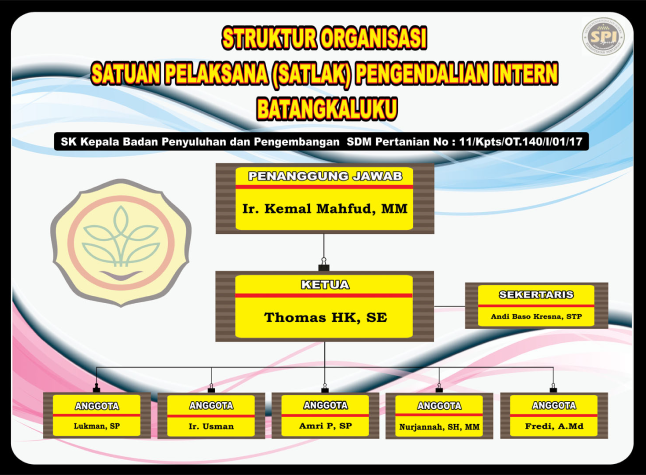 STRUKTUR ORGANISASI
SATUAN PELAKSANA (SATLAK) PENGENDALIAN INTERN
BATANGKALUKU
SPI
SK Kepala Badan Penyuluhan dan Pengembangan SDM Pertanian No : 11/Kpts/OT.140/I/01/17
PENANGGUNG JAWAB
Ir. Kemal Mahfud, MM
KETUA
Thomas HK, SE
SEKERTARIS
Andi Baso Kresna, STP
ANGGOTA
Lukman, SP
ANGGOTA
Ir. Usman
ANGGOTA
Amri P, SP
ANGGOTA
Nurjannah, SH, MM
ANGGOTA
Fredi, A.Md